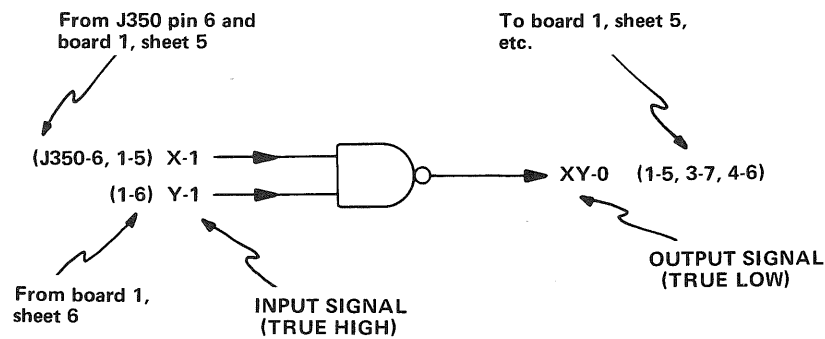 From J350 pin 6 and
board 1, sheet 5
To board 1, sheet 5,
etc.
(J350-6, 1-5) X-1
(1-6) Y-1
XY-0 (1-5, 3-7, 4-6)
From board 1,
sheet 6
INPUT SIGNAL
(TRUE HIGH)
OUTPUT SIGNAL
(TRUE LOW)